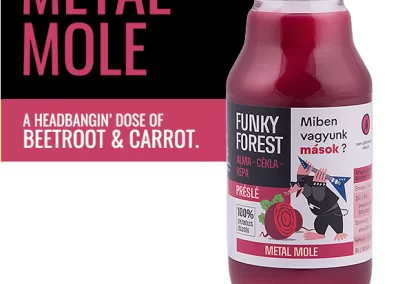 METAL
MOLE
A HEADBANGIN' DOSE OF
BEETROOT & CARROT.
FUNKY
FOREST
ALMA - CÉKLA -
RÉPA
PRÉSLÉ
100%
Miben
vagyunk
mások ?
METAL MOLE